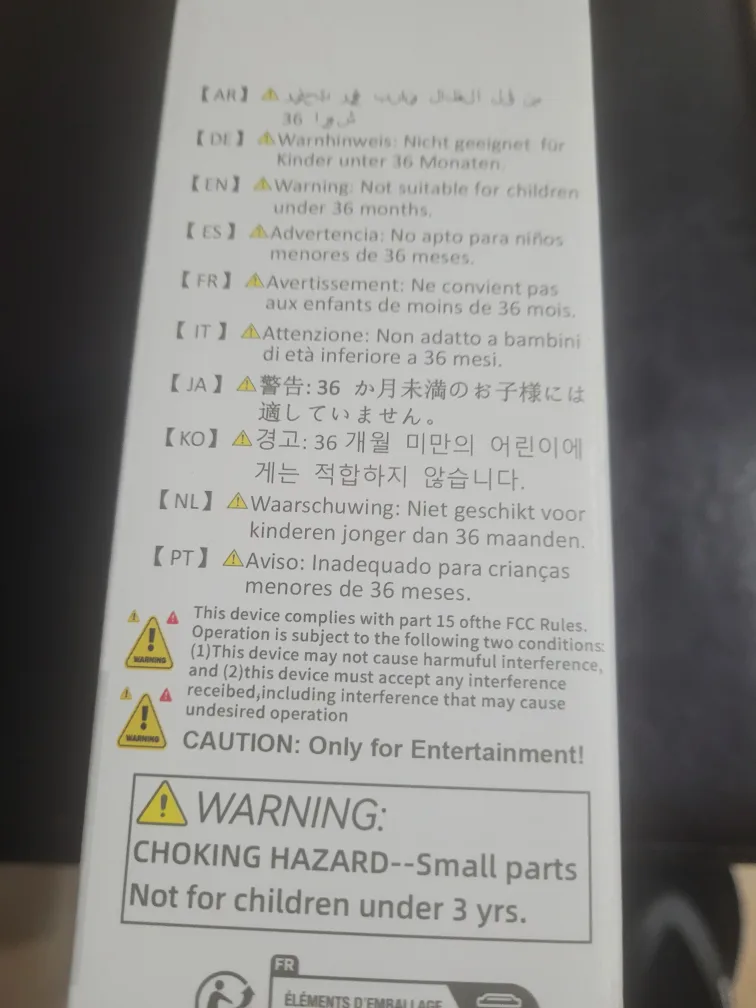 【AR】
36
【DE】 Warnhinweis: Nicht geeignet für
Kinder unter 36 Monaten.
【EN】 Warning: Not suitable for children
under 36 months.
【ES】 Advertencia: No apto para niños
menores de 36 meses.
【FR】 Avertissement: Ne convient pas
aux enfants de moins de 36 mois.
【IT】 Attenzione: Non adatto a bambini
di età inferiore a 36 mesi.
【JA】 警告: 36 か月未満のお子様には
適していません。
【KO】 경고: 36 개월 미만의 어린이에
게는 적합하지 않습니다.
【NL】 Waarschuwing: Niet geschikt voor
kinderen jonger dan 36 maanden.
【PT】 Aviso: Inadequado para crianças
menores de 36 meses.
This device complies with part 15 ofthe FCC Rules.
Operation is subject to the following two conditions:
(1)This device may not cause harmuful interference,
and (2)this device must accept any interference
receibed,including interference that may cause
undesired operation
WARNING
WARNING
CAUTION: Only for Entertainment!
WARNING:
CHOKING HAZARD--Small parts
Not for children under 3 yrs.
FR
ÉLÉMENTS D'EMBALLAGE